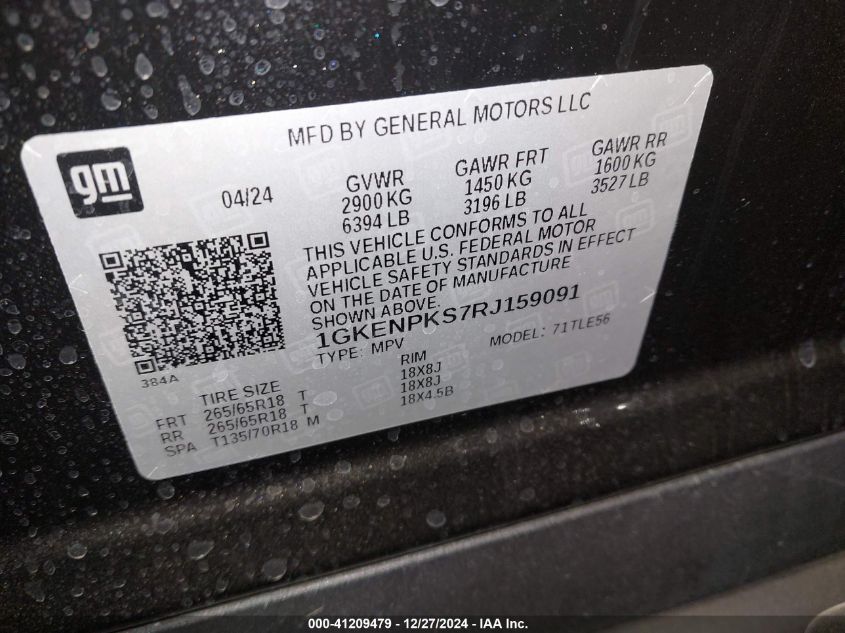 MFD BY GENERAL MOTORS LLC
gm
04/24
GVWR
2900 KG
6394 LB
GAWR FRT
1450 KG
3196 LB
GAWR RR
1600 KG
3527 LB
THIS VEHICLE CONFORMS TO ALL
APPLICABLE U.S. FEDERAL MOTOR
VEHICLE SAFETY STANDARDS IN EFFECT
ON THE DATE OF MANUFACTURE
SHOWN ABOVE.
1GKENPKS7RJ159091
TYPE: MPV
MODEL: 71TLE56
384A
TIRE SIZE
RIM
FRT 265/65R18 T 18X8J
RR 265/65R18 T 18X8J
SPA T135/70R18 M 18X4.5B
000-41209479 - 12/27/2024 - IAA Inc.